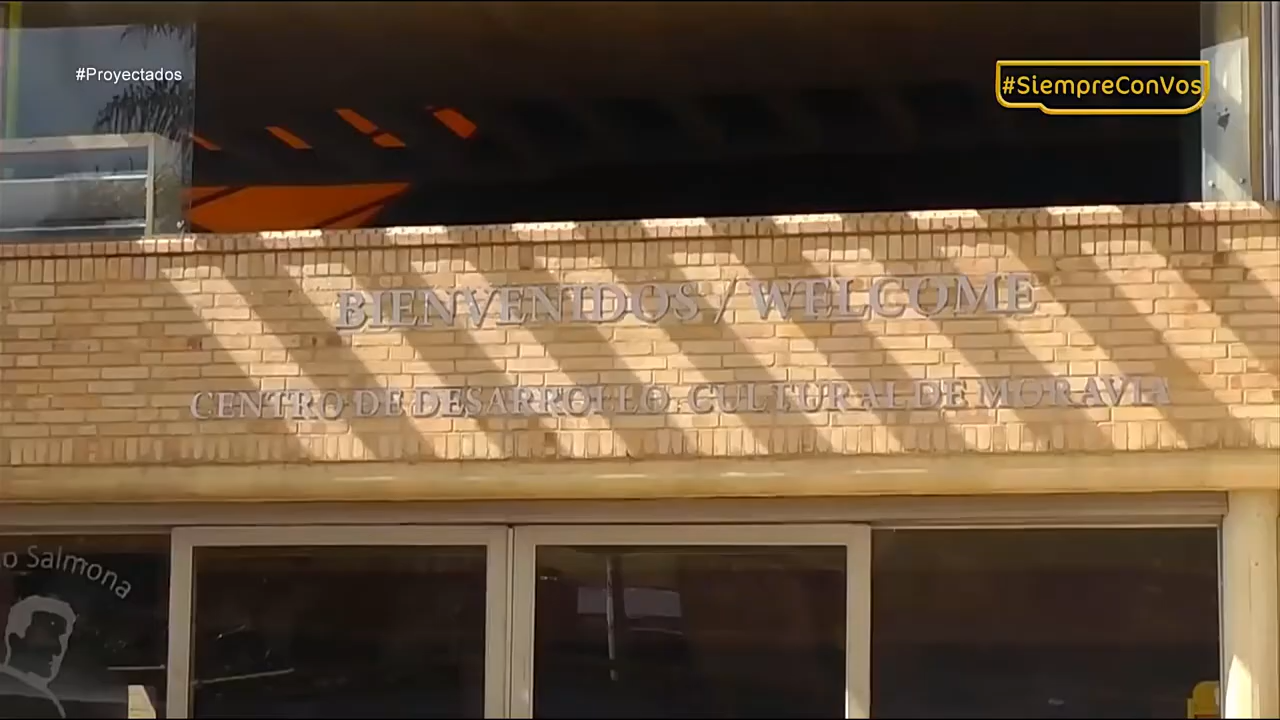 #Proyectados
#SiempreConVos
BIENVENIDOS / WELCOME
CENTRO DE DESARROLLO CULTURAL DE MORAVIA
Salmona